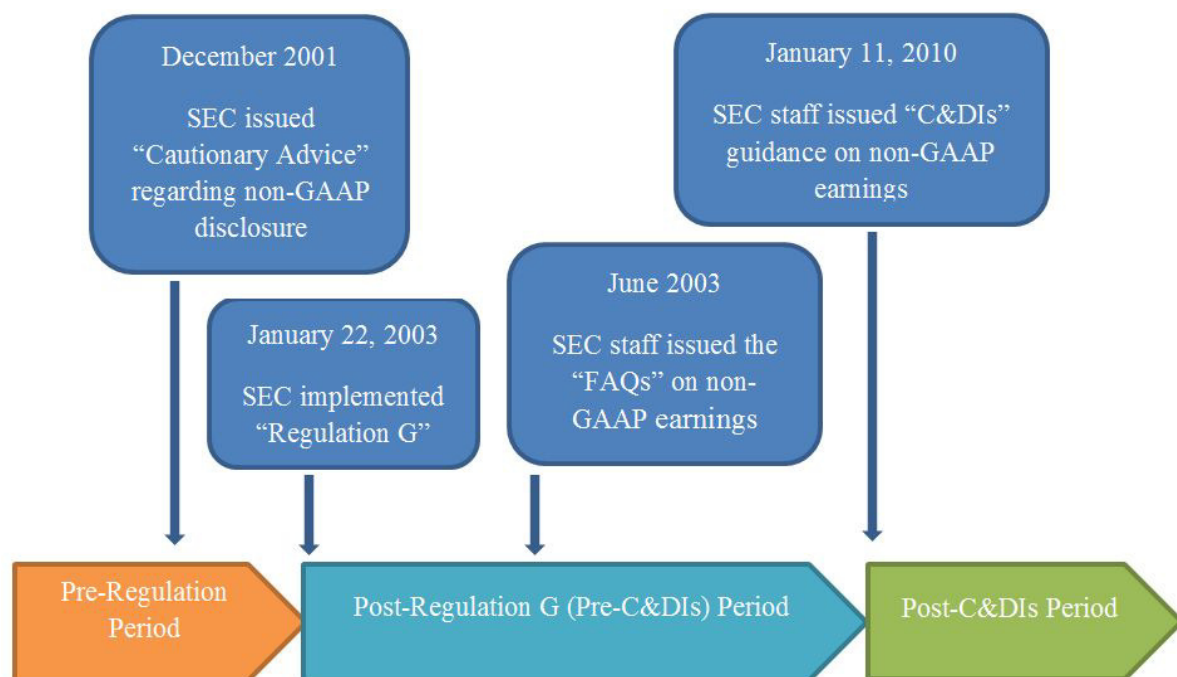 December 2001
SEC issued
“Cautionary Advice”
regarding non-GAAP
disclosure
January 22, 2003
SEC implemented
“Regulation G”
June 2003
SEC staff issued the
“FAQs” on non-
GAAP earnings
January 11, 2010
SEC staff issued “C&DIs”
guidance on non-GAAP
earnings
Pre-Regulation
Period
Post-Regulation G (Pre-C&DIs) Period
Post-C&DIs Period